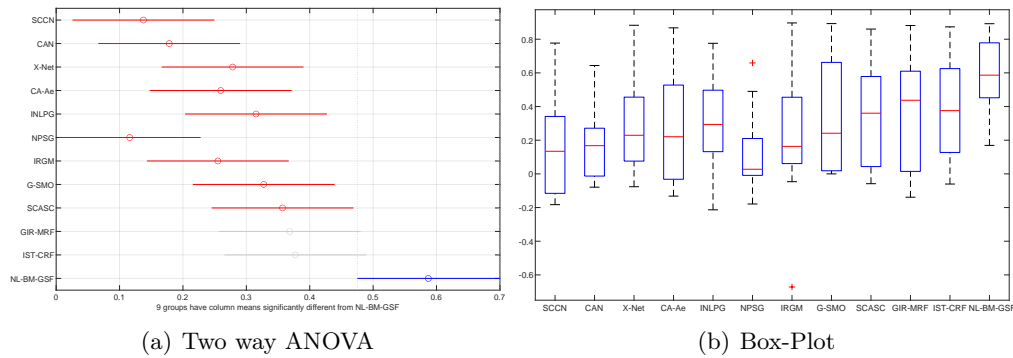 SCCN
CAN
X-Net
CA-Ae
INLPG
NPSG
IRGM
G-SMO
SCASC
GIR-MRF
IST-CRF
NL-BM-GSF
0 0.1 0.2 0.3 0.4 0.5 0.6 0.7
9 groups have column means significantly different from NL-BM-GSF
(a) Two way ANOVA
0.8
0.6
0.4
0.2
0
-0.2
-0.4
-0.6
SCCN CAN X-Net CA-Ae INLPG NPSG IRGM G-SMO SCASC GIR-MRF IST-CRF NL-BM-GSF
(b) Box-Plot